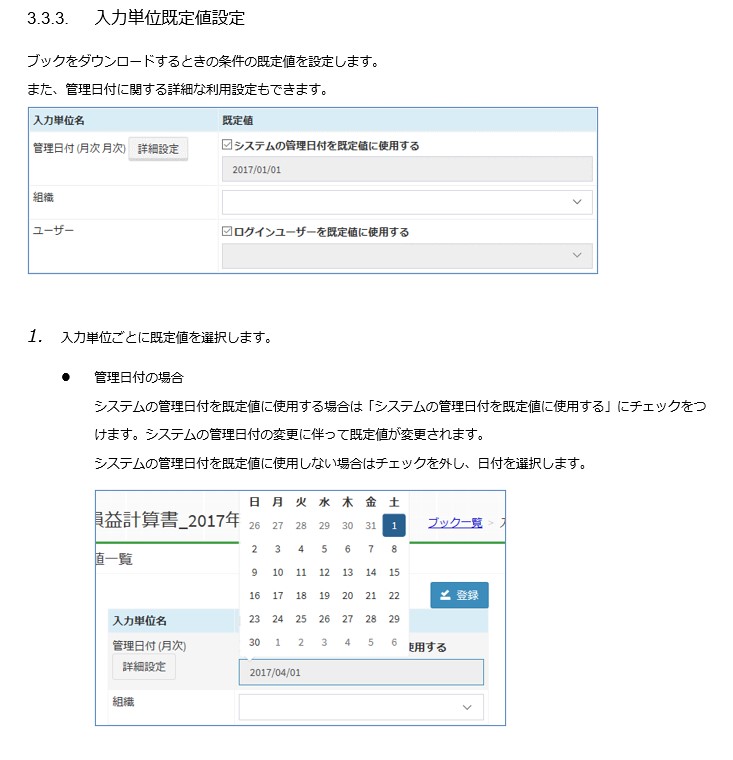 3.3.3. 入力単位既定値設定
ブックをダウンロードするときの条件の既定値を設定します。
また、管理日付に関する詳細な利用設定もできます。
入力単位名 既定値
管理日付 (月次 月次) 詳細設定 システムの管理日付を既定値に使用する
2017/01/01
組織
ユーザー ログインユーザーを既定値に使用する
1. 入力単位ごとに既定値を選択します。
● 管理日付の場合
システムの管理日付を既定値に使用する場合は「システムの管理日付を既定値に使用する」にチェックをつ
けます。システムの管理日付の変更に伴って既定値が変更されます。
システムの管理日付を既定値に使用しない場合はチェックを外し、日付を選択します。
日 月 火 水 木 金 土
益計算書_2017年 26 27 28 29 30 31 1 ブック一覧 >
2 3 4 5 6 7 8
一覧 9 10 11 12 13 14 15
16 17 18 19 20 21 22 登録
入力単位名 23 24 25 26 27 28 29
管理日付 (月次) 30 1 2 3 4 5 6 使用する
詳細設定 2017/04/01
組織